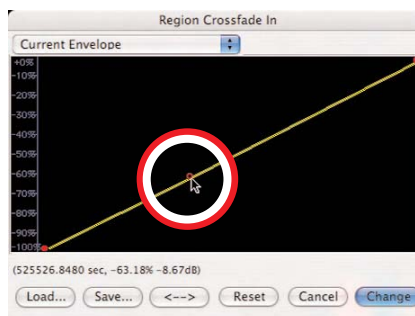 Region Crossfade In
Current Envelope
+0%
-10%
-20%
-30%
-40%
-50%
-60%
-70%
-80%
-90%
-100%
(525526.8480 sec, -63.18% -8.67dB)
Load... Save... <--> Reset Cancel Change